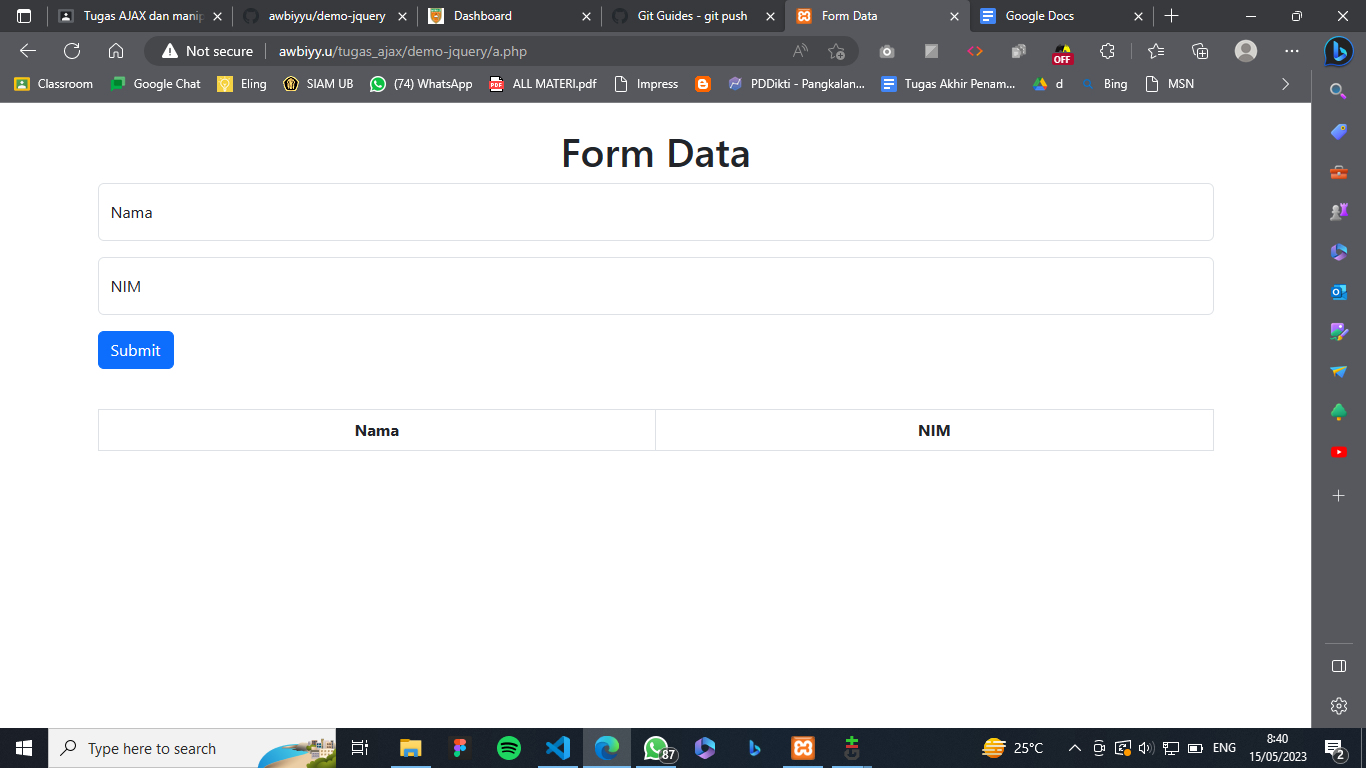 Tugas AJAX dan manip
awbiyyu/demo-jquery
Dashboard
Git Guides - git push
Form Data
Google Docs
Not secure
awbiyy.u/tugas_ajax/demo-jquery/a.php
OFF
Classroom
Google Chat
Eling
SIAM UB
(74) WhatsApp
PDF
ALL MATERI.pdf
Impress
PDDikti - Pangkalan...
Tugas Akhir Penam...
d
Bing
MSN
Form Data
Nama
NIM
Submit
Nama NIM
Type here to search
87
25°C
ENG
8:40
15/05/2023
2